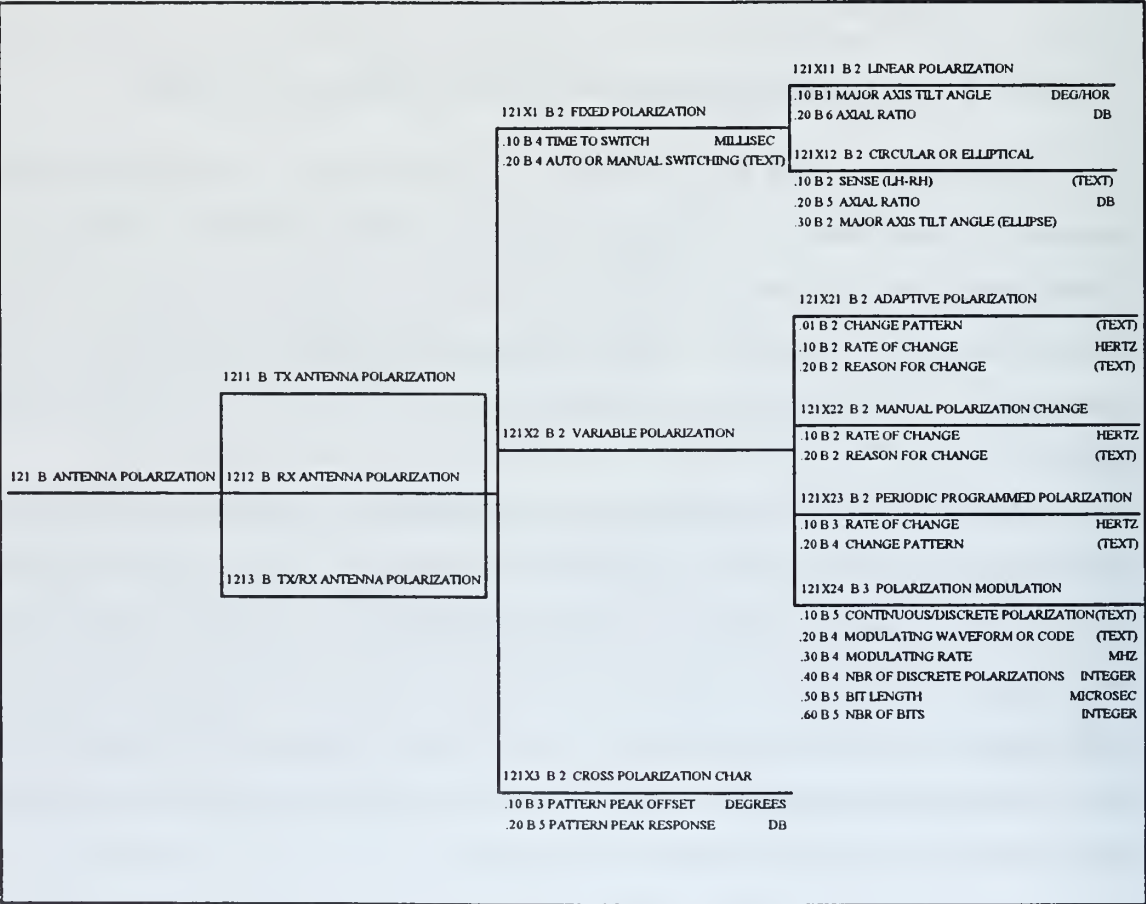 121 B ANTENNA POLARIZATION
1211 B TX ANTENNA POLARIZATION
1212 B RX ANTENNA POLARIZATION
1213 B TX/RX ANTENNA POLARIZATION
121X1 B 2 FIXED POLARIZATION
.10 B 4 TIME TO SWITCH MILLISEC
.20 B 4 AUTO OR MANUAL SWITCHING (TEXT)
121X11 B 2 LINEAR POLARIZATION
.10 B 1 MAJOR AXIS TILT ANGLE DEG/HOR
.20 B 6 AXIAL RATIO DB
121X12 B 2 CIRCULAR OR ELLIPTICAL
.10 B 2 SENSE (LH-RH) (TEXT)
.20 B 5 AXIAL RATIO DB
.30 B 2 MAJOR AXIS TILT ANGLE (ELLIPSE)
121X2 B 2 VARIABLE POLARIZATION
121X21 B 2 ADAPTIVE POLARIZATION
.01 B 2 CHANGE PATTERN (TEXT)
.10 B 2 RATE OF CHANGE HERTZ
.20 B 2 REASON FOR CHANGE (TEXT)
121X22 B 2 MANUAL POLARIZATION CHANGE
.10 B 2 RATE OF CHANGE HERTZ
.20 B 2 REASON FOR CHANGE (TEXT)
121X23 B 2 PERIODIC PROGRAMMED POLARIZATION
.10 B 3 RATE OF CHANGE HERTZ
.20 B 4 CHANGE PATTERN (TEXT)
121X24 B 3 POLARIZATION MODULATION
.10 B 5 CONTINUOUS/DISCRETE POLARIZATION(TEXT)
.20 B 4 MODULATING WAVEFORM OR CODE (TEXT)
.30 B 4 MODULATING RATE MHZ
.40 B 4 NBR OF DISCRETE POLARIZATIONS INTEGER
.50 B 5 BIT LENGTH MICROSEC
.60 B 5 NBR OF BITS INTEGER
121X3 B 2 CROSS POLARIZATION CHAR
.10 B 3 PATTERN PEAK OFFSET DEGREES
.20 B 5 PATTERN PEAK RESPONSE DB